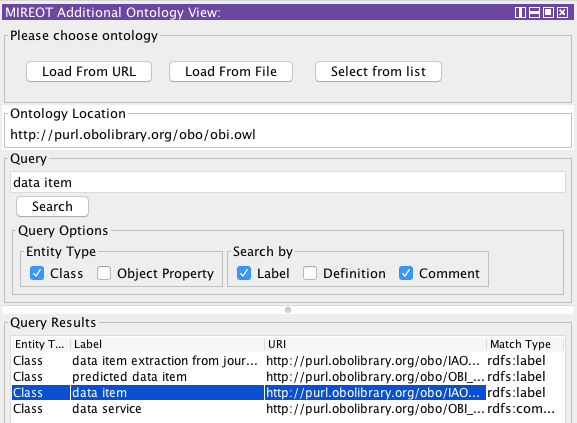 MIREOT Additional Ontology View:
Please choose ontology
Load From URL Load From File Select from list
Ontology Location
http://purl.obolibrary.org/obo/obi.owl
Query
data item
Search
Query Options
Entity Type Search by
Class Object Property Label Definition Comment
Query Results
Entity T... Label URI Match Type
Class data item extraction from jour... http://purl.obolibrary.org/obo/IAO... rdfs:label
Class predicted data item http://purl.obolibrary.org/obo/OBI_... rdfs:label
Class data item http://purl.obolibrary.org/obo/IAO... rdfs:label
Class data service http://purl.obolibrary.org/obo/OBI_... rdfs:com...